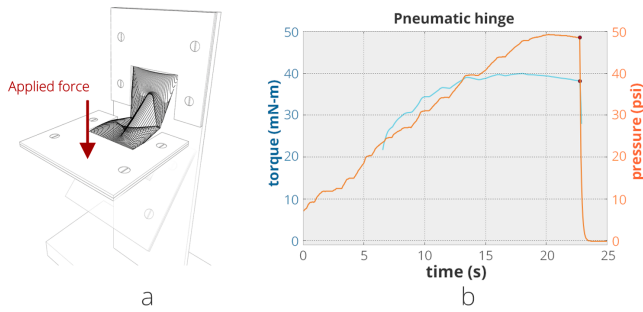 Applied force
a
Pneumatic hinge
torque (mN-m)
50
40
30
20
10
0
50
40
30
20
10
0
pressure (psi)
0
5
10
15
20
25
time (s)
b